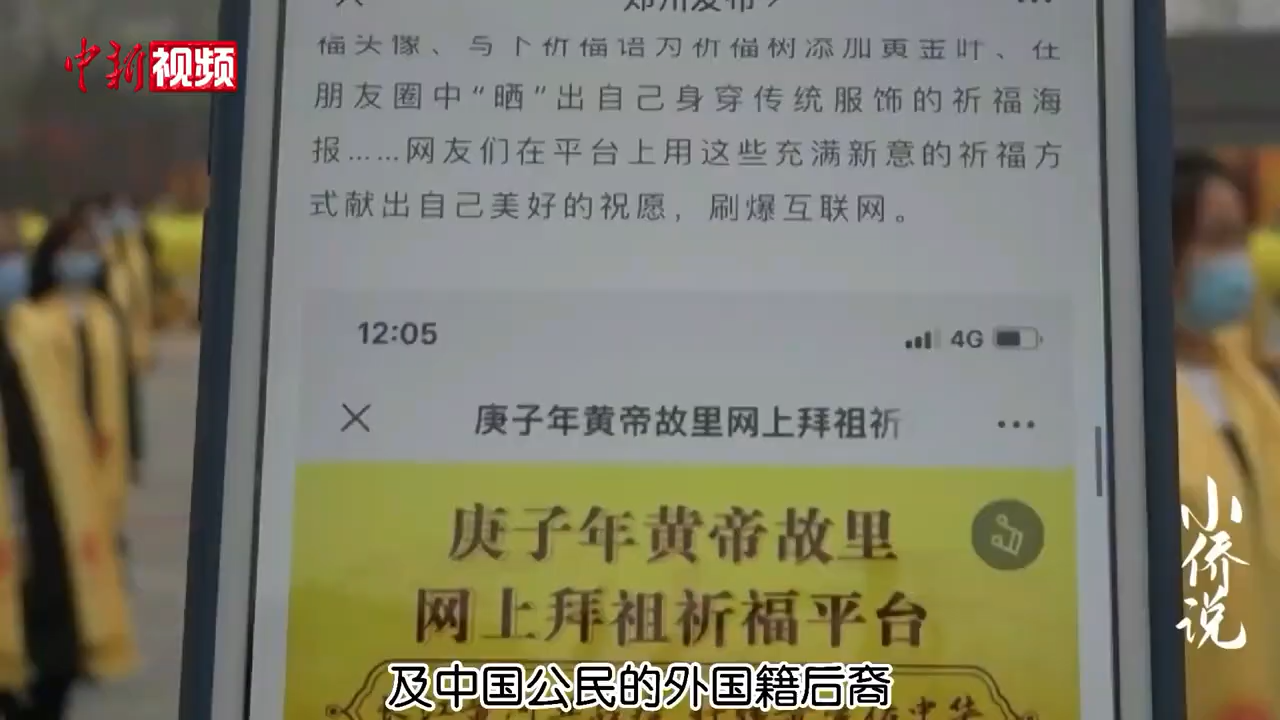 中新视频
郑州发布
福头像、写下祈福语为祈福树添加黄金叶、在
朋友圈中“晒“出自己身穿传统服饰的祈福海
报……网友们在平台上用这些充满新意的祈福方
式献出自己美好的祝愿，刷爆互联网。
12:05
4G
庚子年黄帝故里网上拜祖祈
庚子年黄帝故里
网上拜祖祈福平台
小侨说
及中国公民的外国籍后裔